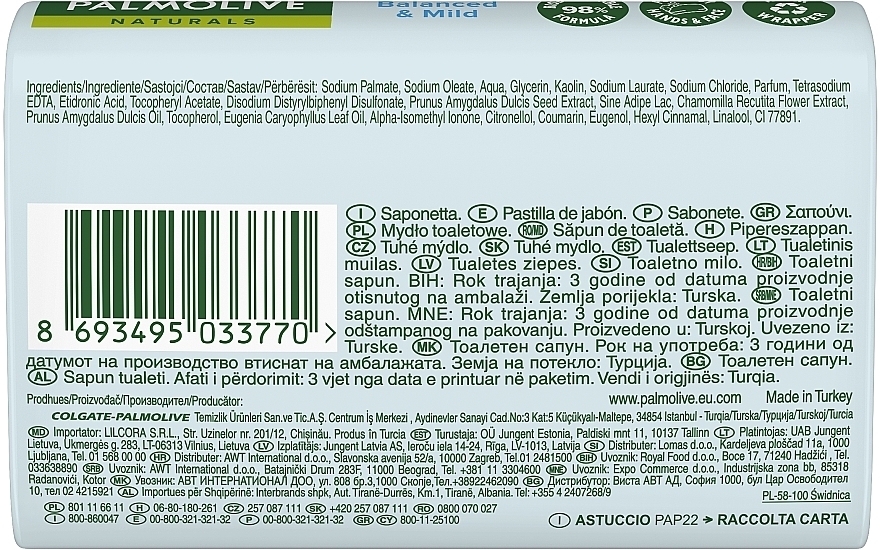 PALMOLIVE
NATURALS
Balanced
& Mild
98%
FORMULA
HANDS & FACE
WRAPPER
Ingredients/Ingrediente/Sastojci/Состав/Sastav/Përbërësit: Sodium Palmate, Sodium Oleate, Aqua, Glycerin, Kaolin, Sodium Laurate, Sodium Chloride, Parfum, Tetrasodium
EDTA, Etidronic Acid, Tocopheryl Acetate, Disodium Distyrylbiphenyl Disulfonate, Prunus Amygdalus Dulcis Seed Extract, Sine Adipe Lac, Chamomilla Recutita Flower Extract,
Prunus Amygdalus Dulcis Oil, Tocopherol, Eugenia Caryophyllus Leaf Oil, Alpha-Isomethyl Ionone, Citronellol, Coumarin, Eugenol, Hexyl Cinnamal, Linalool, CI 77891.
I Saponetta. E Pastilla de jabón. P Sabonete. GR Σαπούνι.
PL Mydło toaletowe. RO/MD Săpun de toaletă. H Pipereszappan.
CZ Tuhé mýdlo. SK Tuhé mydlo. EST Tualettseep. LT Tualetinis
muilas. LV Tualetes ziepes. SI Toaletno milo. HR/BIH Toaletni
sapun. BIH: Rok trajanja: 3 godine od datuma proizvodnje
otisnutog na ambalaži. Zemlja porijekla: Turska. SRB/MNE Toaletni
sapun. MNE: Rok trajanja: 3 godine od datuma proizvodnje
odštampanog na pakovanju. Proizvedeno u: Turskoj. Uvezeno iz:
Turske. MK Тоалетен сапун. Рок на употреба: 3 години од
датумот на производство втиснат на амбалажата. Земја на потекло: Турција. BG Тоалетен сапун.
AL Sapun tualeti. Afati i përdorimit: 3 vjet nga data e printuar në paketim. Vendi i origjinës: Turqia.
8 693495 033770 >
Prodhues/Proizvođač/Производител/Producător: www.palmolive.eu.com Made in Turkey
COLGATE-PALMOLIVE Temizlik Ürünleri San.ve Tic.A.Ş. Centrum İş Merkezi , Aydinevler Sanayi Cad.No:3 Kat:5 Küçükyalı-Maltepe, 34854 Istanbul - Turqia/Turska/Турција/Turskoj/Turcia
MD Importator: LILCORA S.R.L., Str. Uzinelor nr. 201/12, Chişinău. Produs în Turcia EST Turustaja: OÜ Jungent Estonia, Paldiski mnt 11, 10137 Tallinn LT Platintojas: UAB Jungent
Lietuva, Ukmergės g. 283, LT-06313 Vilnius, Lietuva LV Izplatītājs: Jungent Latvia AS, Ieroču iela 4-24, Rīga, LV-1013 SI Distributer: Lomas d.o.o., Kardeljeva ploščad 11a, 1000
Ljubljana, Tel. 01 568 00 00 HR Distributer: AWT International d.o.o., Slavonska avenija 52/a, 10000 Zagreb, Tel.01 2481500 BIH Uvoznik: Royal Food d.o.o., Boce 17, 71240 Hadžići , Tel.
033638890 SRB Uvoznik: AWT International d.o.o., Batajnički Drum 283F, 11000 Beograd, Tel. +381 11 3304600 MNE Uvoznik: Expo Commerce d.o.o., Industrijska zona bb, 85318
Radanovići, Kotor MK Увозник: АВТ ИНТЕРНАЦИОНАЛ ДОО, ул. 808 бр.3,1000 Скопје,Тел.+38922890600 BG Дистрибутор: Виста АВТ АД, София 1000, бул Цар Освободител
10, тел 02 4215921 AL Importues për Shqipërinë: Interbrands shpk, Aut. Tiranë-Durrës, Km1, Tirana, Albania. Tel: +355 4 2407268/9 PL-58-100 Świdnica
PL 801 11 66 11 H 06-80-180-261 CZ 257 087 111 SK +420 257 087 111 RO 0800 070 027
I 800-860047 P 00-800-321-321-32 E 00-800-321-321-32 GR CY 800-11-25100
I ASTUCCIO PAP22 → RACCOLTA CARTA